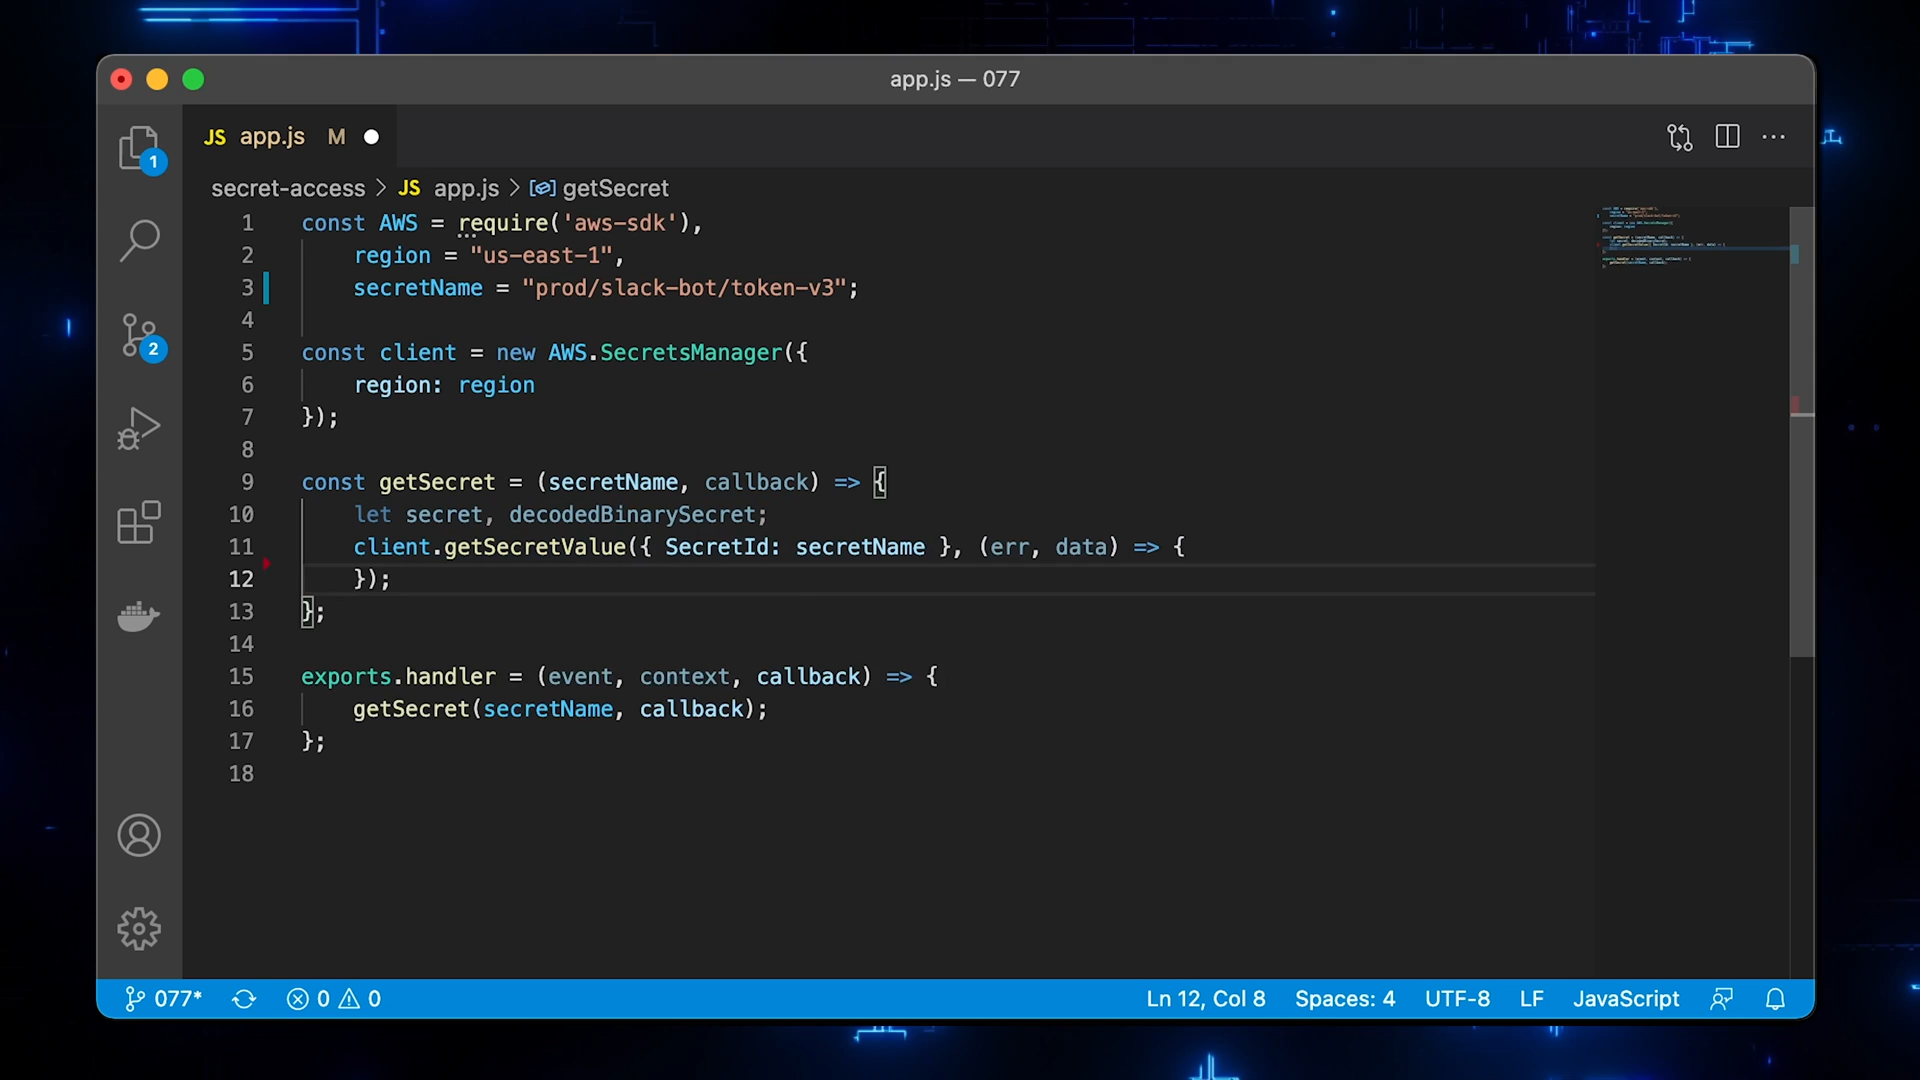 app.js — 077
JS app.js M
secret-access > JS app.js > getSecret
1 const AWS = require('aws-sdk'),
2 region = "us-east-1",
3 secretName = "prod/slack-bot/token-v3";
4
5 const client = new AWS.SecretsManager({
6 region: region
7 });
8
9 const getSecret = (secretName, callback) => {
10 let secret, decodedBinarySecret;
11 client.getSecretValue({ SecretId: secretName }, (err, data) => {
12 });
13 };
14
15 exports.handler = (event, context, callback) => {
16 getSecret(secretName, callback);
17 };
18
1
2
077* 0 0 Ln 12, Col 8 Spaces: 4 UTF-8 LF JavaScript